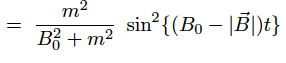 = \frac{m^2}{B_0^2 + m^2} \sin^2\{(B_0 - |\vec{B}|)t\}